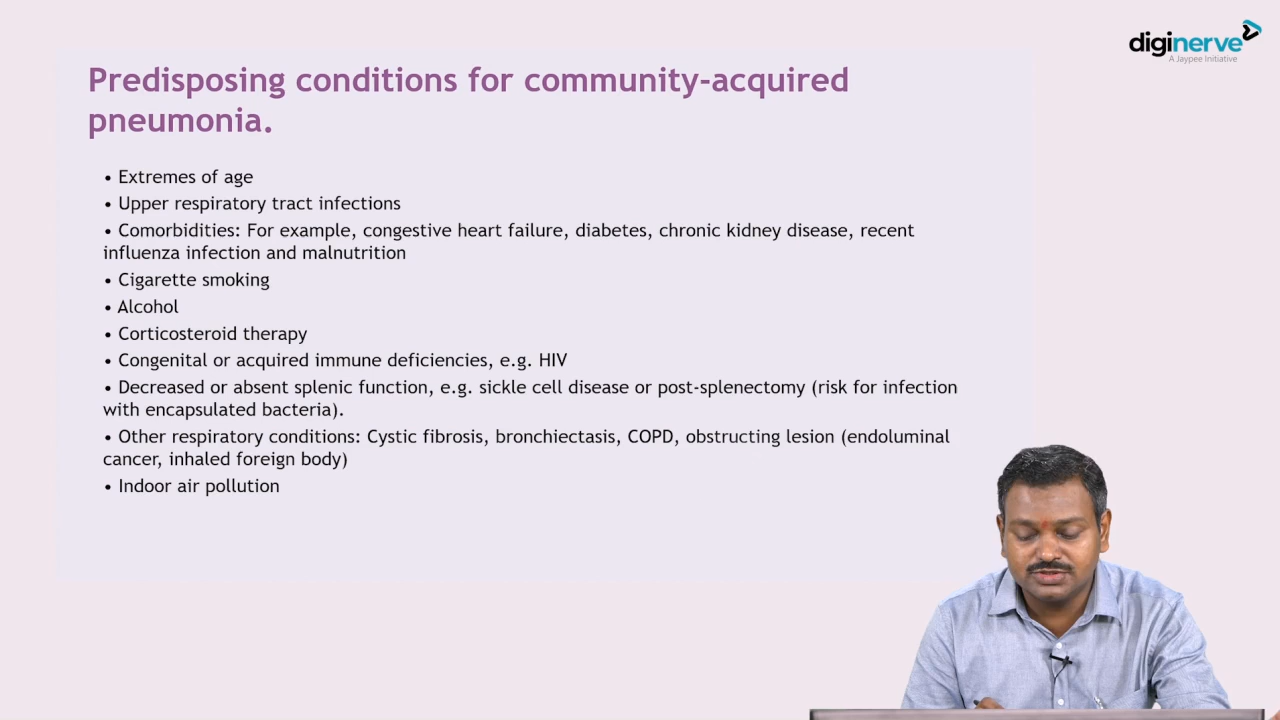 diginerve
A Jaypee Initiative
Predisposing conditions for community-acquired
pneumonia.
• Extremes of age
• Upper respiratory tract infections
• Comorbidities: For example, congestive heart failure, diabetes, chronic kidney disease, recent
influenza infection and malnutrition
• Cigarette smoking
• Alcohol
• Corticosteroid therapy
• Congenital or acquired immune deficiencies, e.g. HIV
• Decreased or absent splenic function, e.g. sickle cell disease or post-splenectomy (risk for infection
with encapsulated bacteria).
• Other respiratory conditions: Cystic fibrosis, bronchiectasis, COPD, obstructing lesion (endoluminal
cancer, inhaled foreign body)
• Indoor air pollution